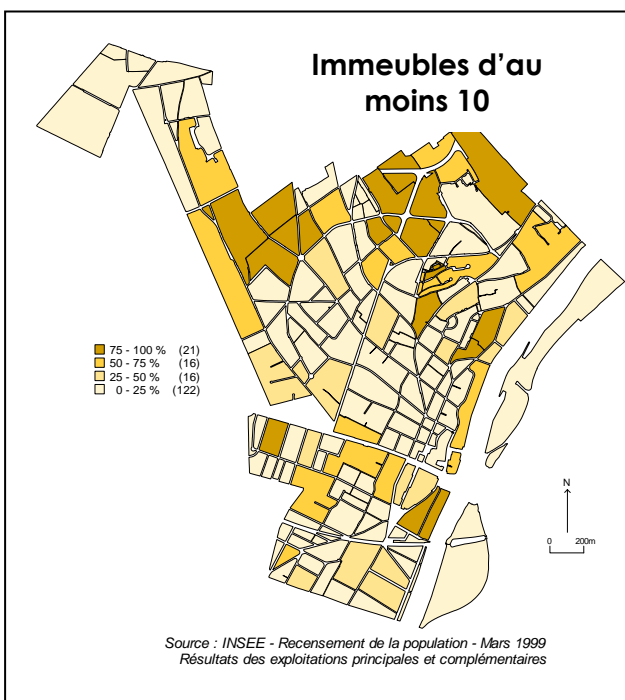 Immeubles d'au
moins 10
75 - 100 % (21)
50 - 75 % (16)
25 - 50 % (16)
0 - 25 % (122)
N
0 200m
Source : INSEE - Recensement de la population - Mars 1999
Résultats des exploitations principales et complémentaires